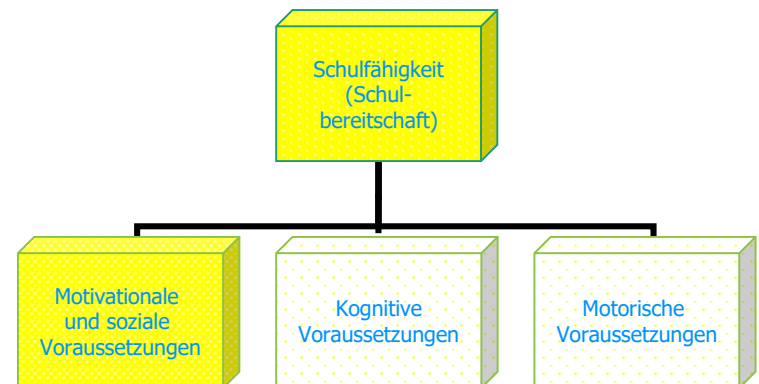 Schulfähigkeit
(Schul-
bereitschaft)
Motivationale
und soziale
Voraussetzungen
Kognitive
Voraussetzungen
Motorische
Voraussetzungen